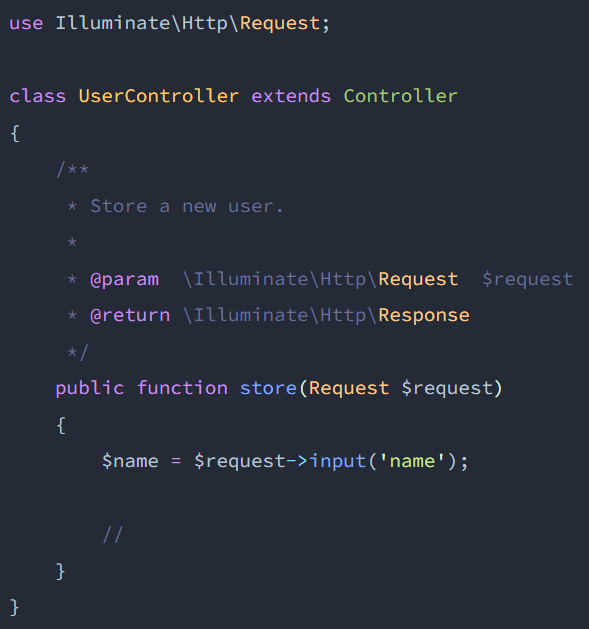 use Illuminate\Http\Request;
class UserController extends Controller
{
    /**
     * Store a new user.
     *
     * @param  \Illuminate\Http\Request  $request
     * @return \Illuminate\Http\Response
     */
    public function store(Request $request)
    {
        $name = $request->input('name');
        //
    }
}